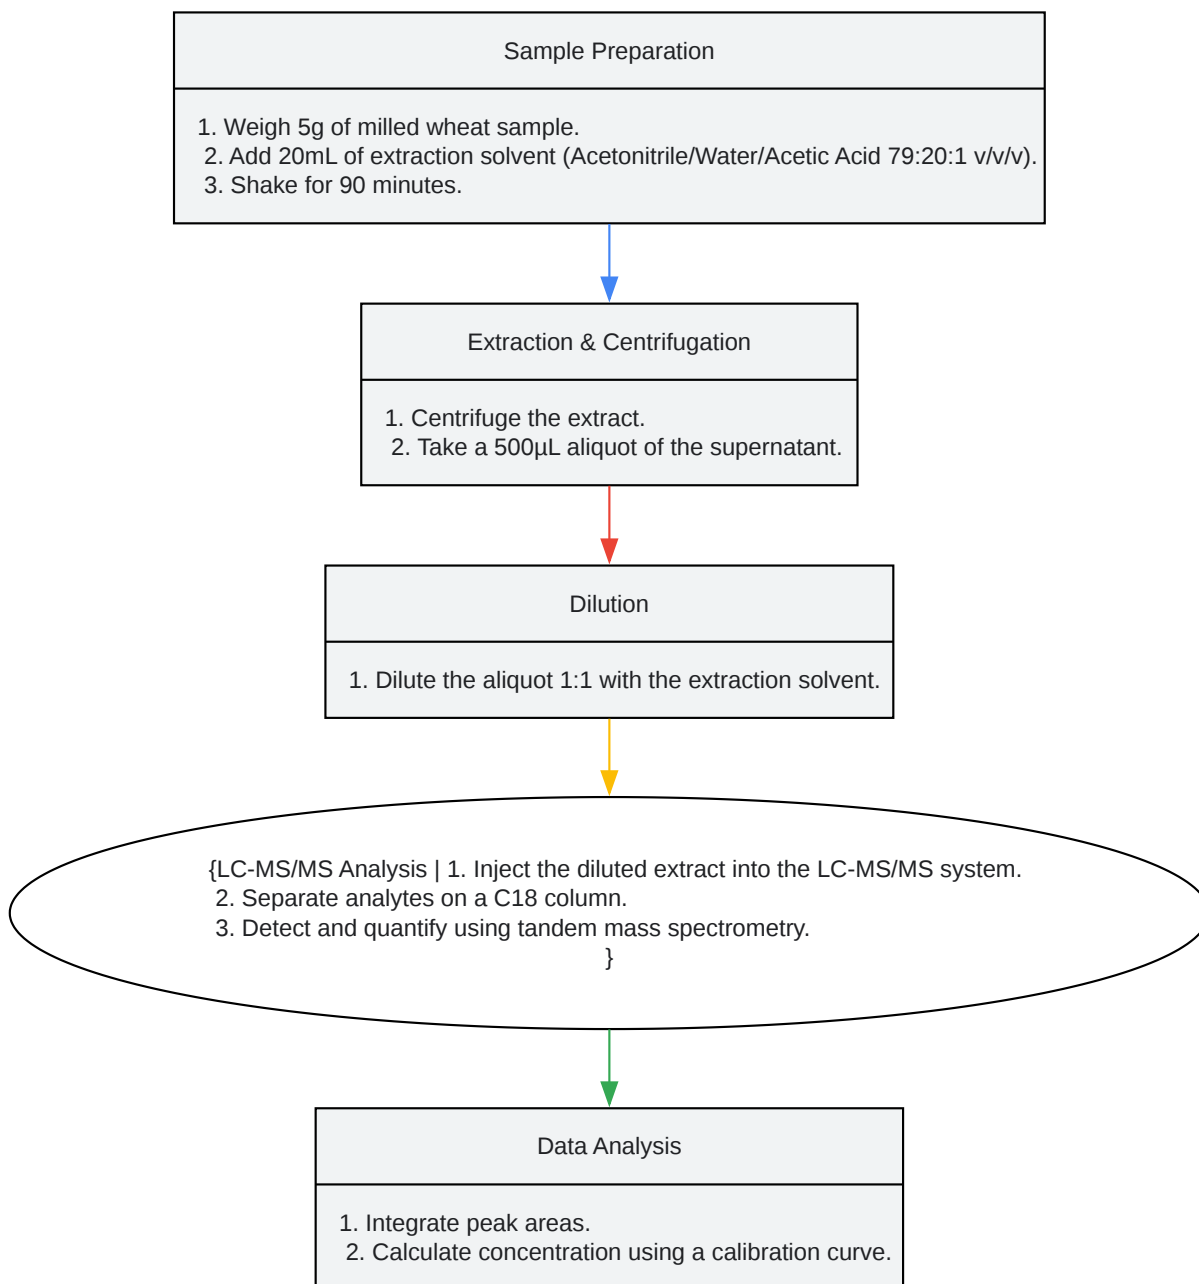 Sample Preparation
1. Weigh 5g of milled wheat sample.
2. Add 20mL of extraction solvent (Acetonitrile/Water/Acetic Acid 79:20:1 v/v/v).
3. Shake for 90 minutes.
Extraction & Centrifugation
1. Centrifuge the extract.
2. Take a 500µL aliquot of the supernatant.
Dilution
1. Dilute the aliquot 1:1 with the extraction solvent.
{LC-MS/MS Analysis | 1. Inject the diluted extract into the LC-MS/MS system.
2. Separate analytes on a C18 column.
3. Detect and quantify using tandem mass spectrometry.
}
Data Analysis
1. Integrate peak areas.
2. Calculate concentration using a calibration curve.